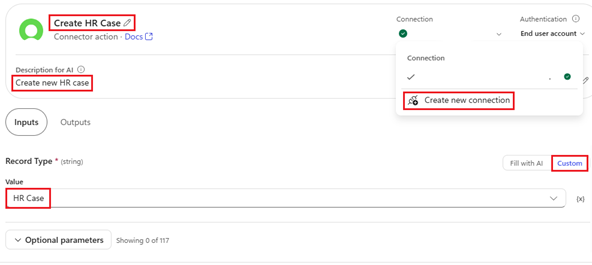 Create HR Case
Connector action · Docs
Connection
Authentication
End user account
Connection
Create new connection
Description for AI
Create new HR case
Inputs
Outputs
Record Type * (string)
Fill with AI
Custom
Value
HR Case
{x}
Optional parameters
Showing 0 of 117